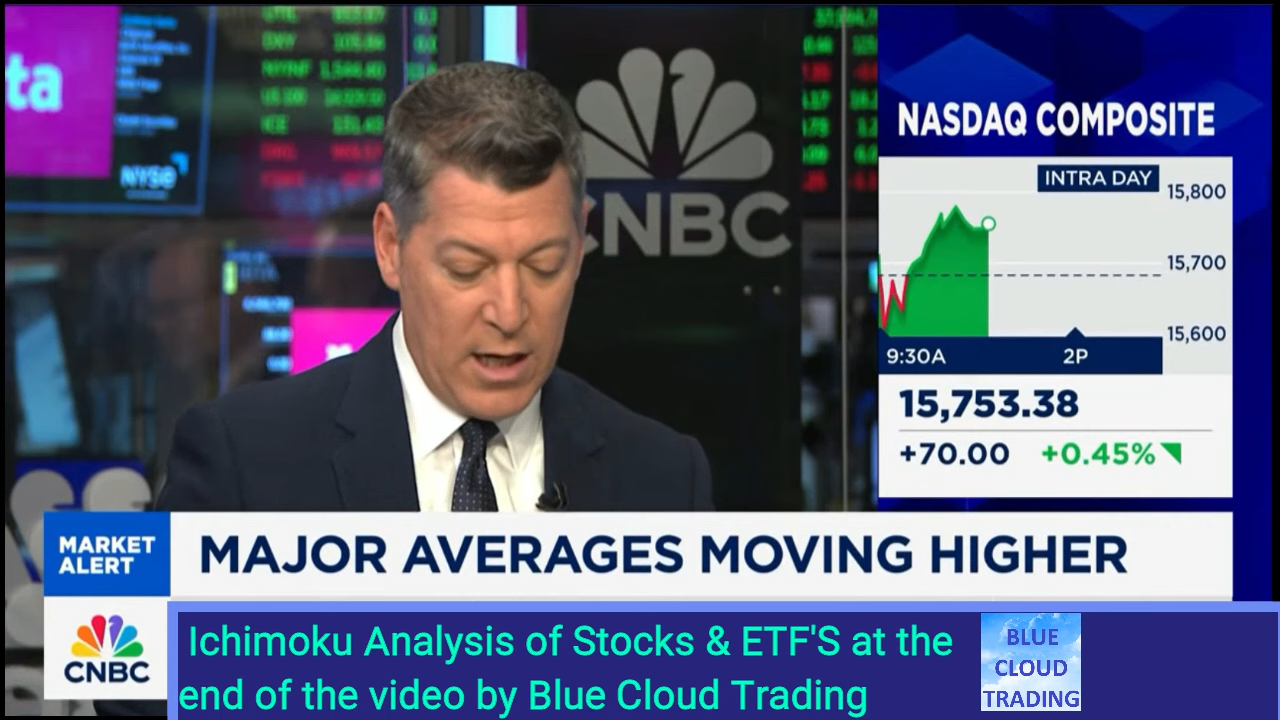 ta
NYSE
CNBC
NASDAQ COMPOSITE
INTRA DAY
15,800
15,700
15,600
9:30A
2P
15,753.38
+70.00 +0.45%
MARKET
ALERT
MAJOR AVERAGES MOVING HIGHER
CNBC
Ichimoku Analysis of Stocks & ETF'S at the
end of the video by Blue Cloud Trading
BLUE
CLOUD
TRADING